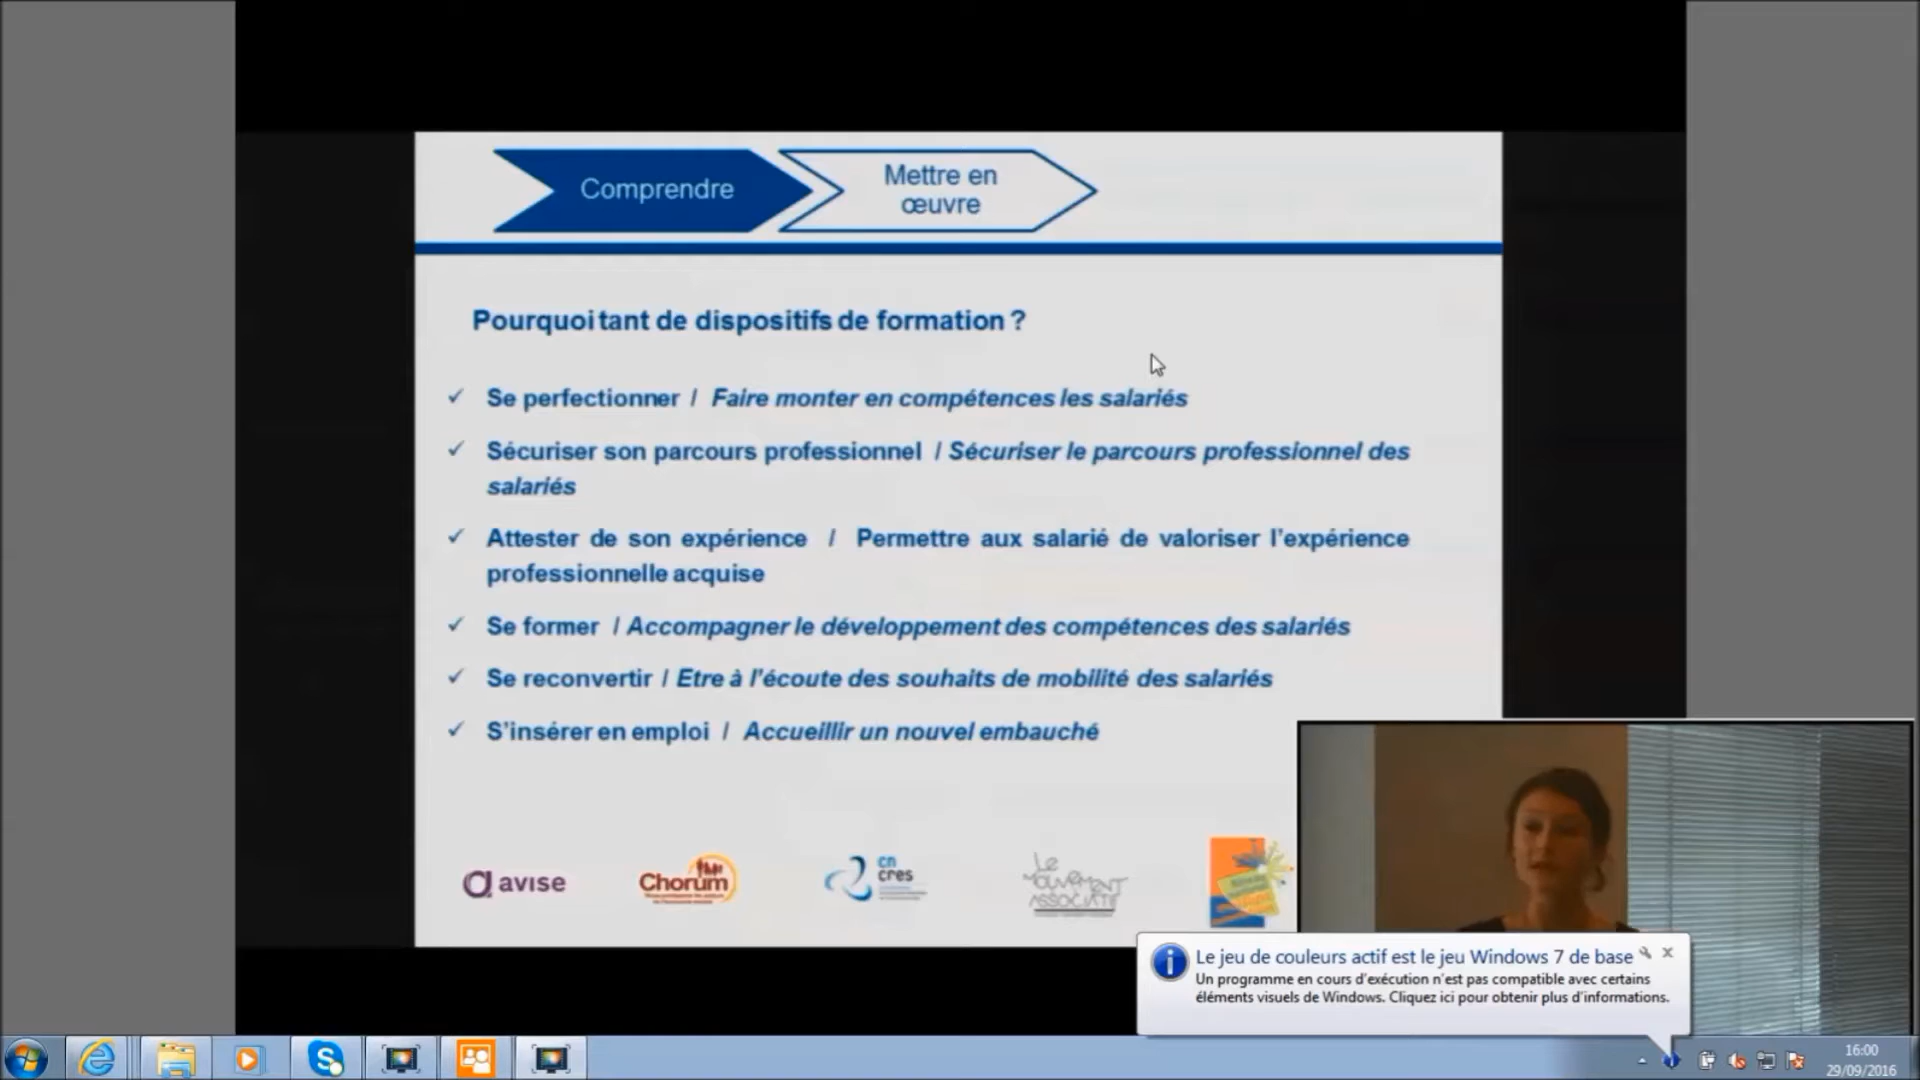 Comprendre
Mettre en
œuvre
Pourquoi tant de dispositifs de formation ?
✓ Se perfectionner / Faire monter en compétences les salariés
✓ Sécuriser son parcours professionnel / Sécuriser le parcours professionnel des
salariés
✓ Attester de son expérience / Permettre aux salarié de valoriser l'expérience
professionnelle acquise
✓ Se former / Accompagner le développement des compétences des salariés
✓ Se reconvertir / Etre à l'écoute des souhaits de mobilité des salariés
✓ S'insérer en emploi / Accueillir un nouvel embauché
avise
Chorum
cn
cres
Le
mouvement
associatif
Le jeu de couleurs actif est le jeu Windows 7 de base
Un programme en cours d'exécution n'est pas compatible avec certains
éléments visuels de Windows. Cliquez ici pour obtenir plus d'informations.
16:00
29/09/2016